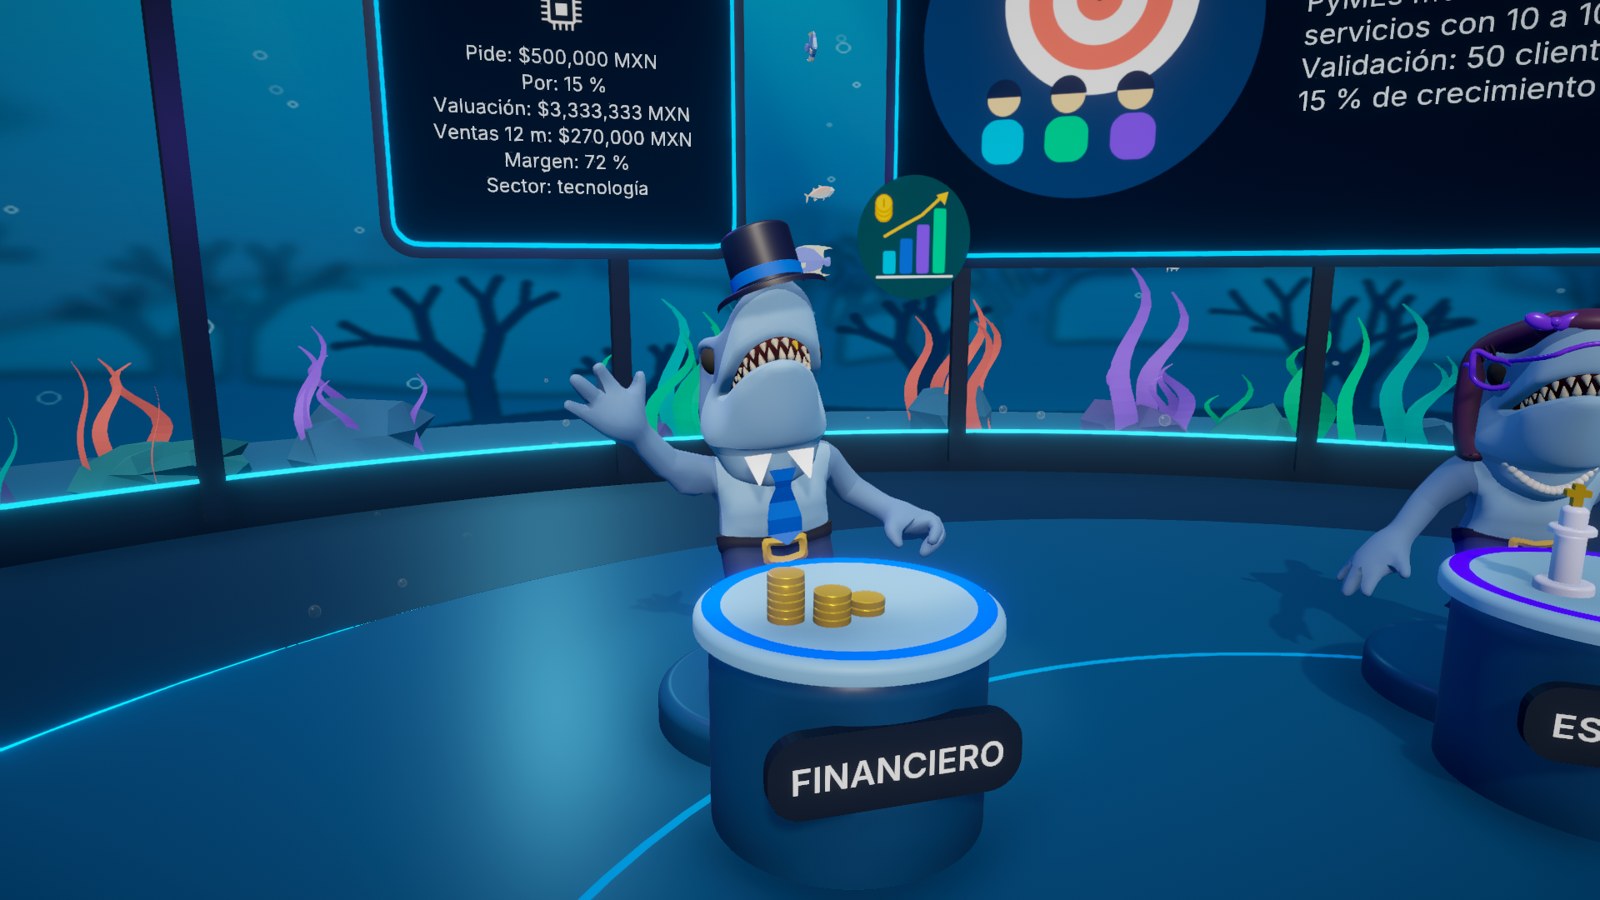 Pide: $500,000 MXN
Por: 15 %
Valuación: $3,333,333 MXN
Ventas 12 m: $270,000 MXN
Margen: 72 %
Sector: tecnología
servicios con 10 a
Validación: 50
15 % de crecimiento
FINANCIERO